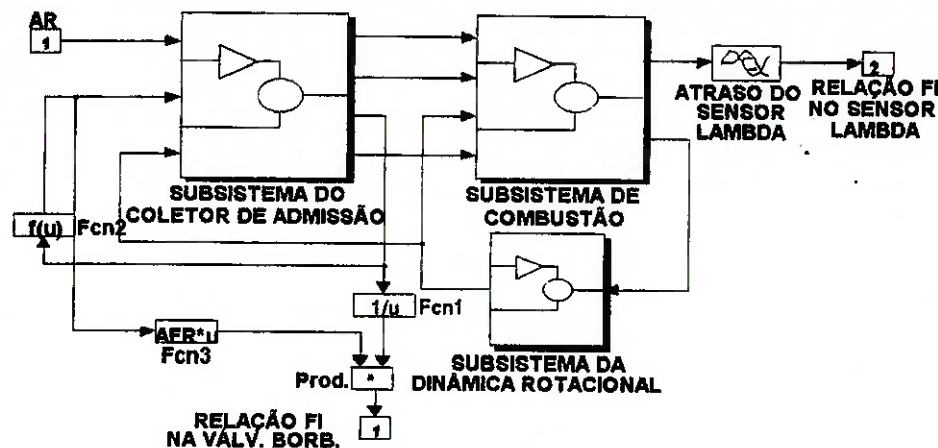 AR
1
ATRASO DO
SENSOR
LAMBDA
2
RELAÇÃO FI
NO SENSOR
LAMBDA
SUBSISTEMA DO
COLETOR DE ADMISSÃO
SUBSISTEMA DE
COMBUSTÃO
f(u) Fcn2
1/u Fcn1
AFR*u
Fcn3
Prod. *
SUBSISTEMA DA
DINÂMICA ROTACIONAL
RELAÇÃO FI
NA VÁLV. BORB.
1